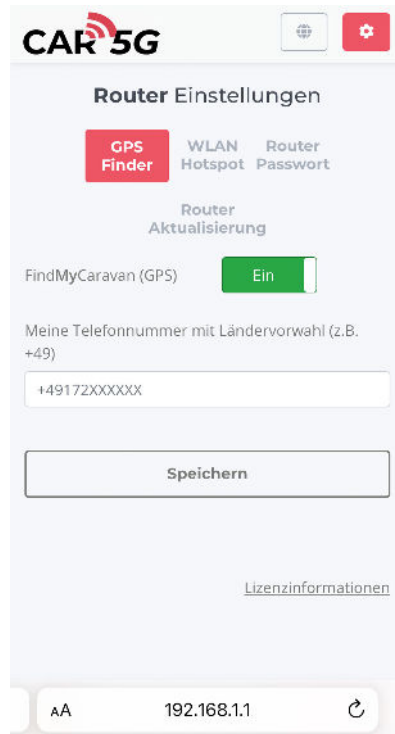 CAR 5G
Router Einstellungen
GPS
Finder
WLAN
Hotspot
Router
Passwort
Router
Aktualisierung
FindMyCaravan (GPS)
Ein
Meine Telefonnummer mit Ländervorwahl (z.B.
+49)
+49172XXXXXX
Speichern
Lizenzinformationen
AA
192.168.1.1